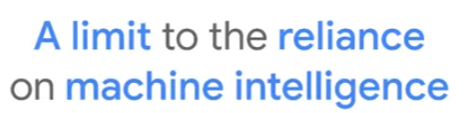 A limit to the reliance
on machine intelligence